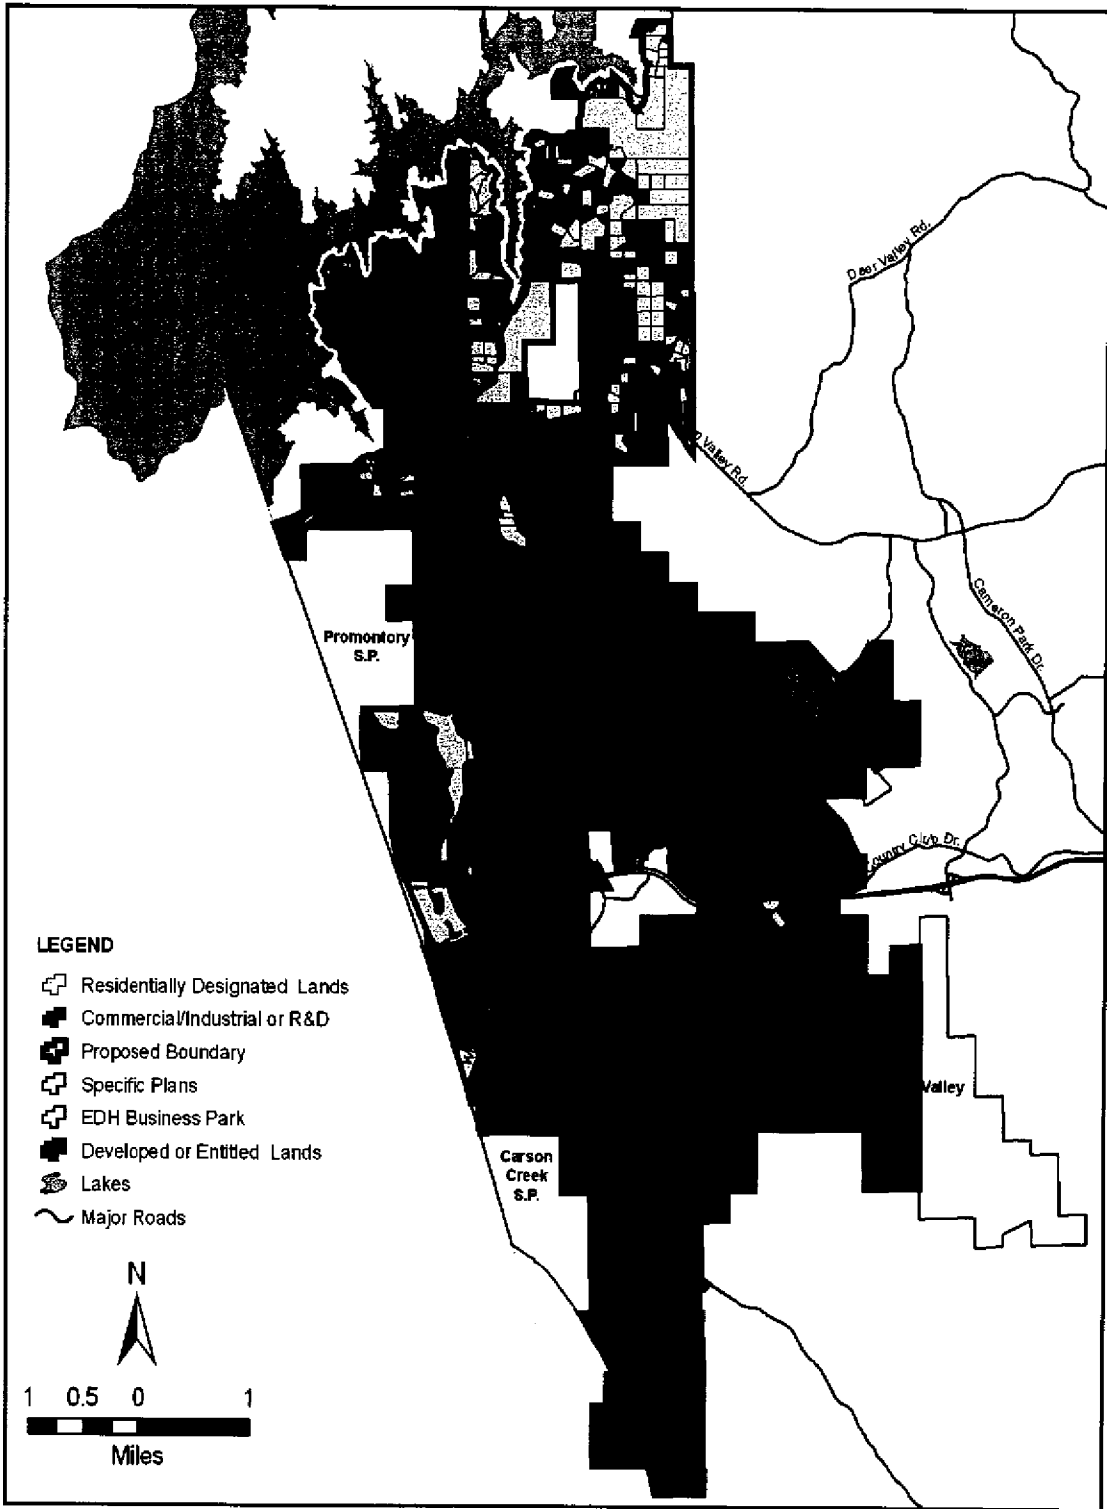 Deer Valley Rd.
Valley Rd.
Cameron Park Dr.
Promontory
S.P.
Country Club Dr.
LEGEND
Residentially Designated Lands
Commercial/Industrial or R&D
Proposed Boundary
Specific Plans
EDH Business Park
Developed or Entitled Lands
Lakes
Major Roads
Valley
Carson
Creek
S.P.
N
1 0.5 0 1
Miles